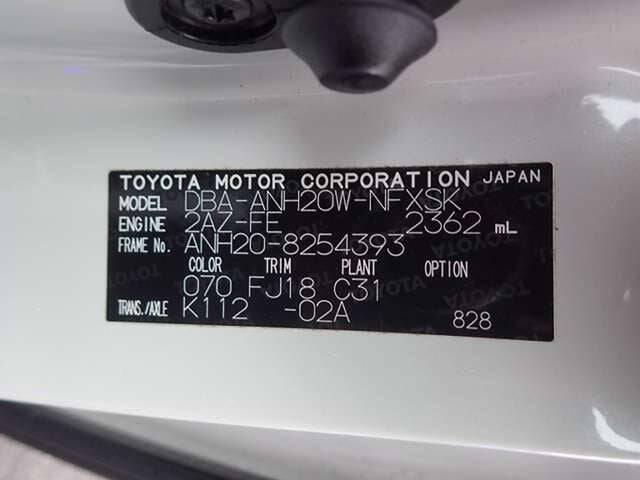 TOYOTA MOTOR CORPORATION JAPAN
MODEL DBA-ANH20W-NFXSK
ENGINE 2AZ-FE 2362 mL
FRAME No. ANH20-8254393
COLOR TRIM PLANT OPTION
070 FJ18 C31
TRANS./AXLE K112 -02A 828